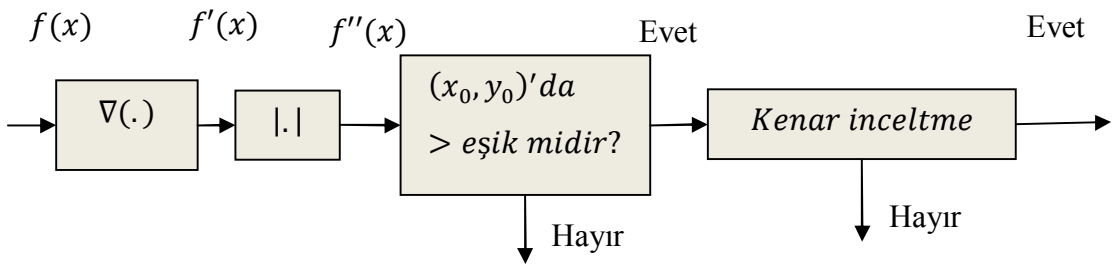 f(x)
f'(x)
f''(x)
Evet
Evet
∇(.)
|.|
(x₀, y₀)'da
> eşik midir?
Kenar inceltme
Hayır
Hayır